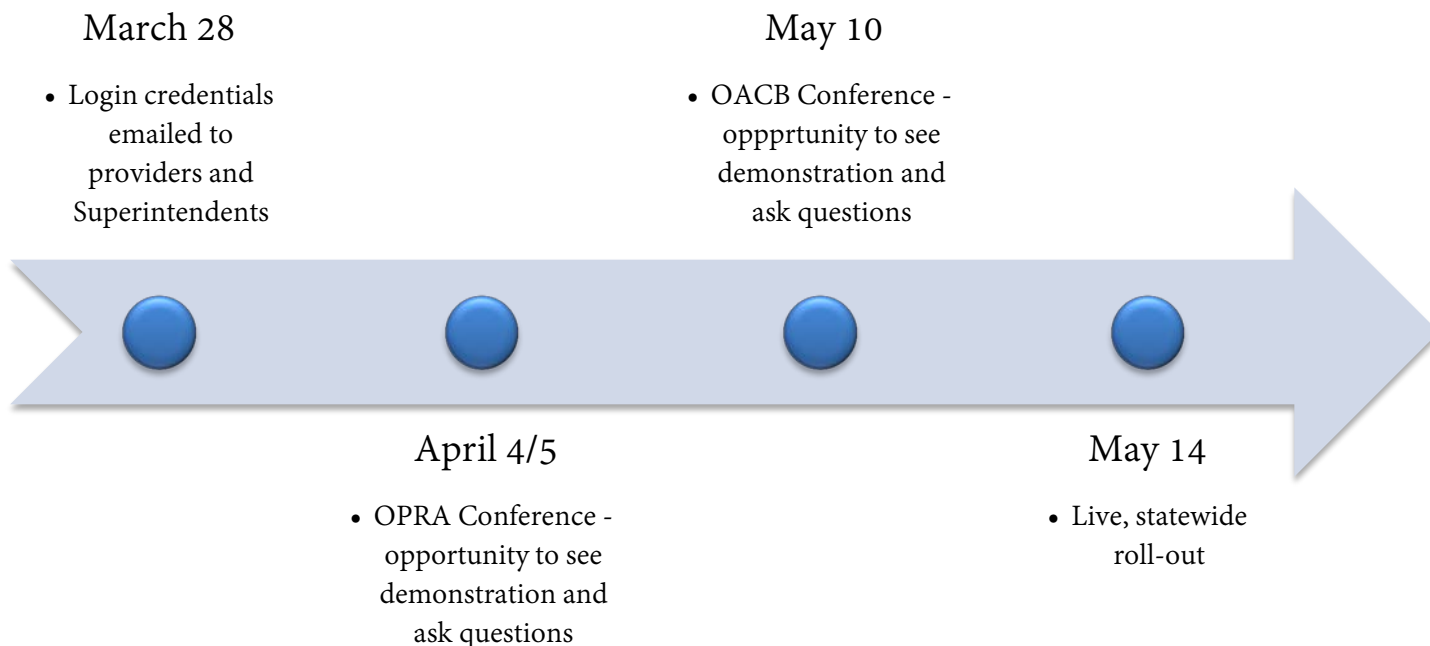 March 28
• Login credentials
emailed to
providers and
Superintendents
April 4/5
• OPRA Conference -
opportunity to see
demonstration and
ask questions
May 10
• OACB Conference -
oppprtunity to see
demonstration and
ask questions
May 14
• Live, statewide
roll-out